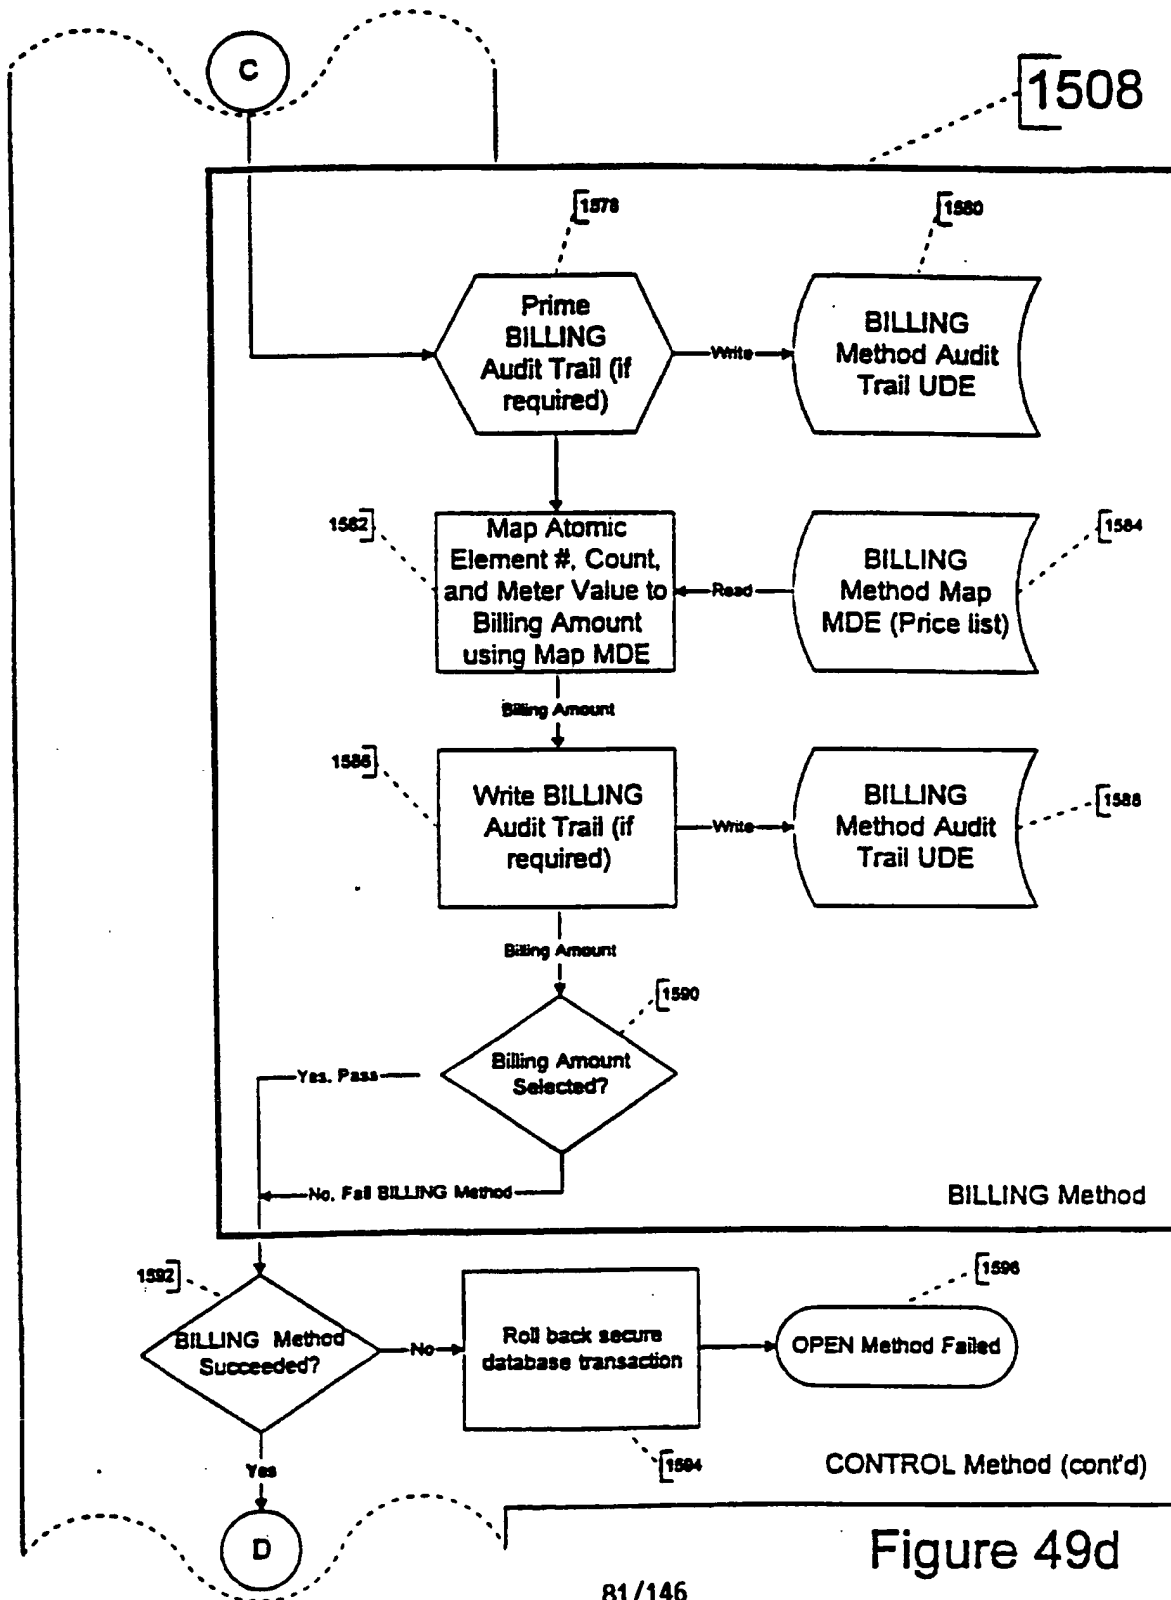 C
1508
1578
1580
Prime
BILLING
Audit Trail (if
required)
Write
BILLING
Method Audit
Trail UDE
1582
1584
Map Atomic
Element #, Count,
and Meter Value to
Billing Amount
using Map MDE
Read
BILLING
Method Map
MDE (Price list)
Billing Amount
1586
1588
Write BILLING
Audit Trail (if
required)
Write
BILLING
Method Audit
Trail UDE
Billing Amount
1590
Billing Amount
Selected?
Yes, Pass
No, Fail BILLING Method
BILLING Method
1592
1596
BILLING Method
Succeeded?
No
Roll back secure
database transaction
OPEN Method Failed
1594
Yes
CONTROL Method (cont'd)
D
Figure 49d
81/146